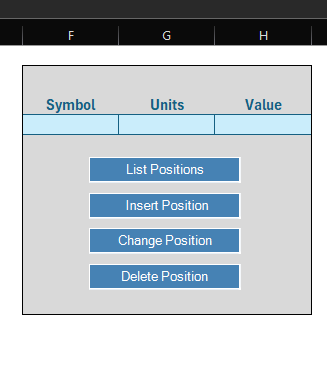 F G H
Symbol Units Value
List Positions
Insert Position
Change Position
Delete Position